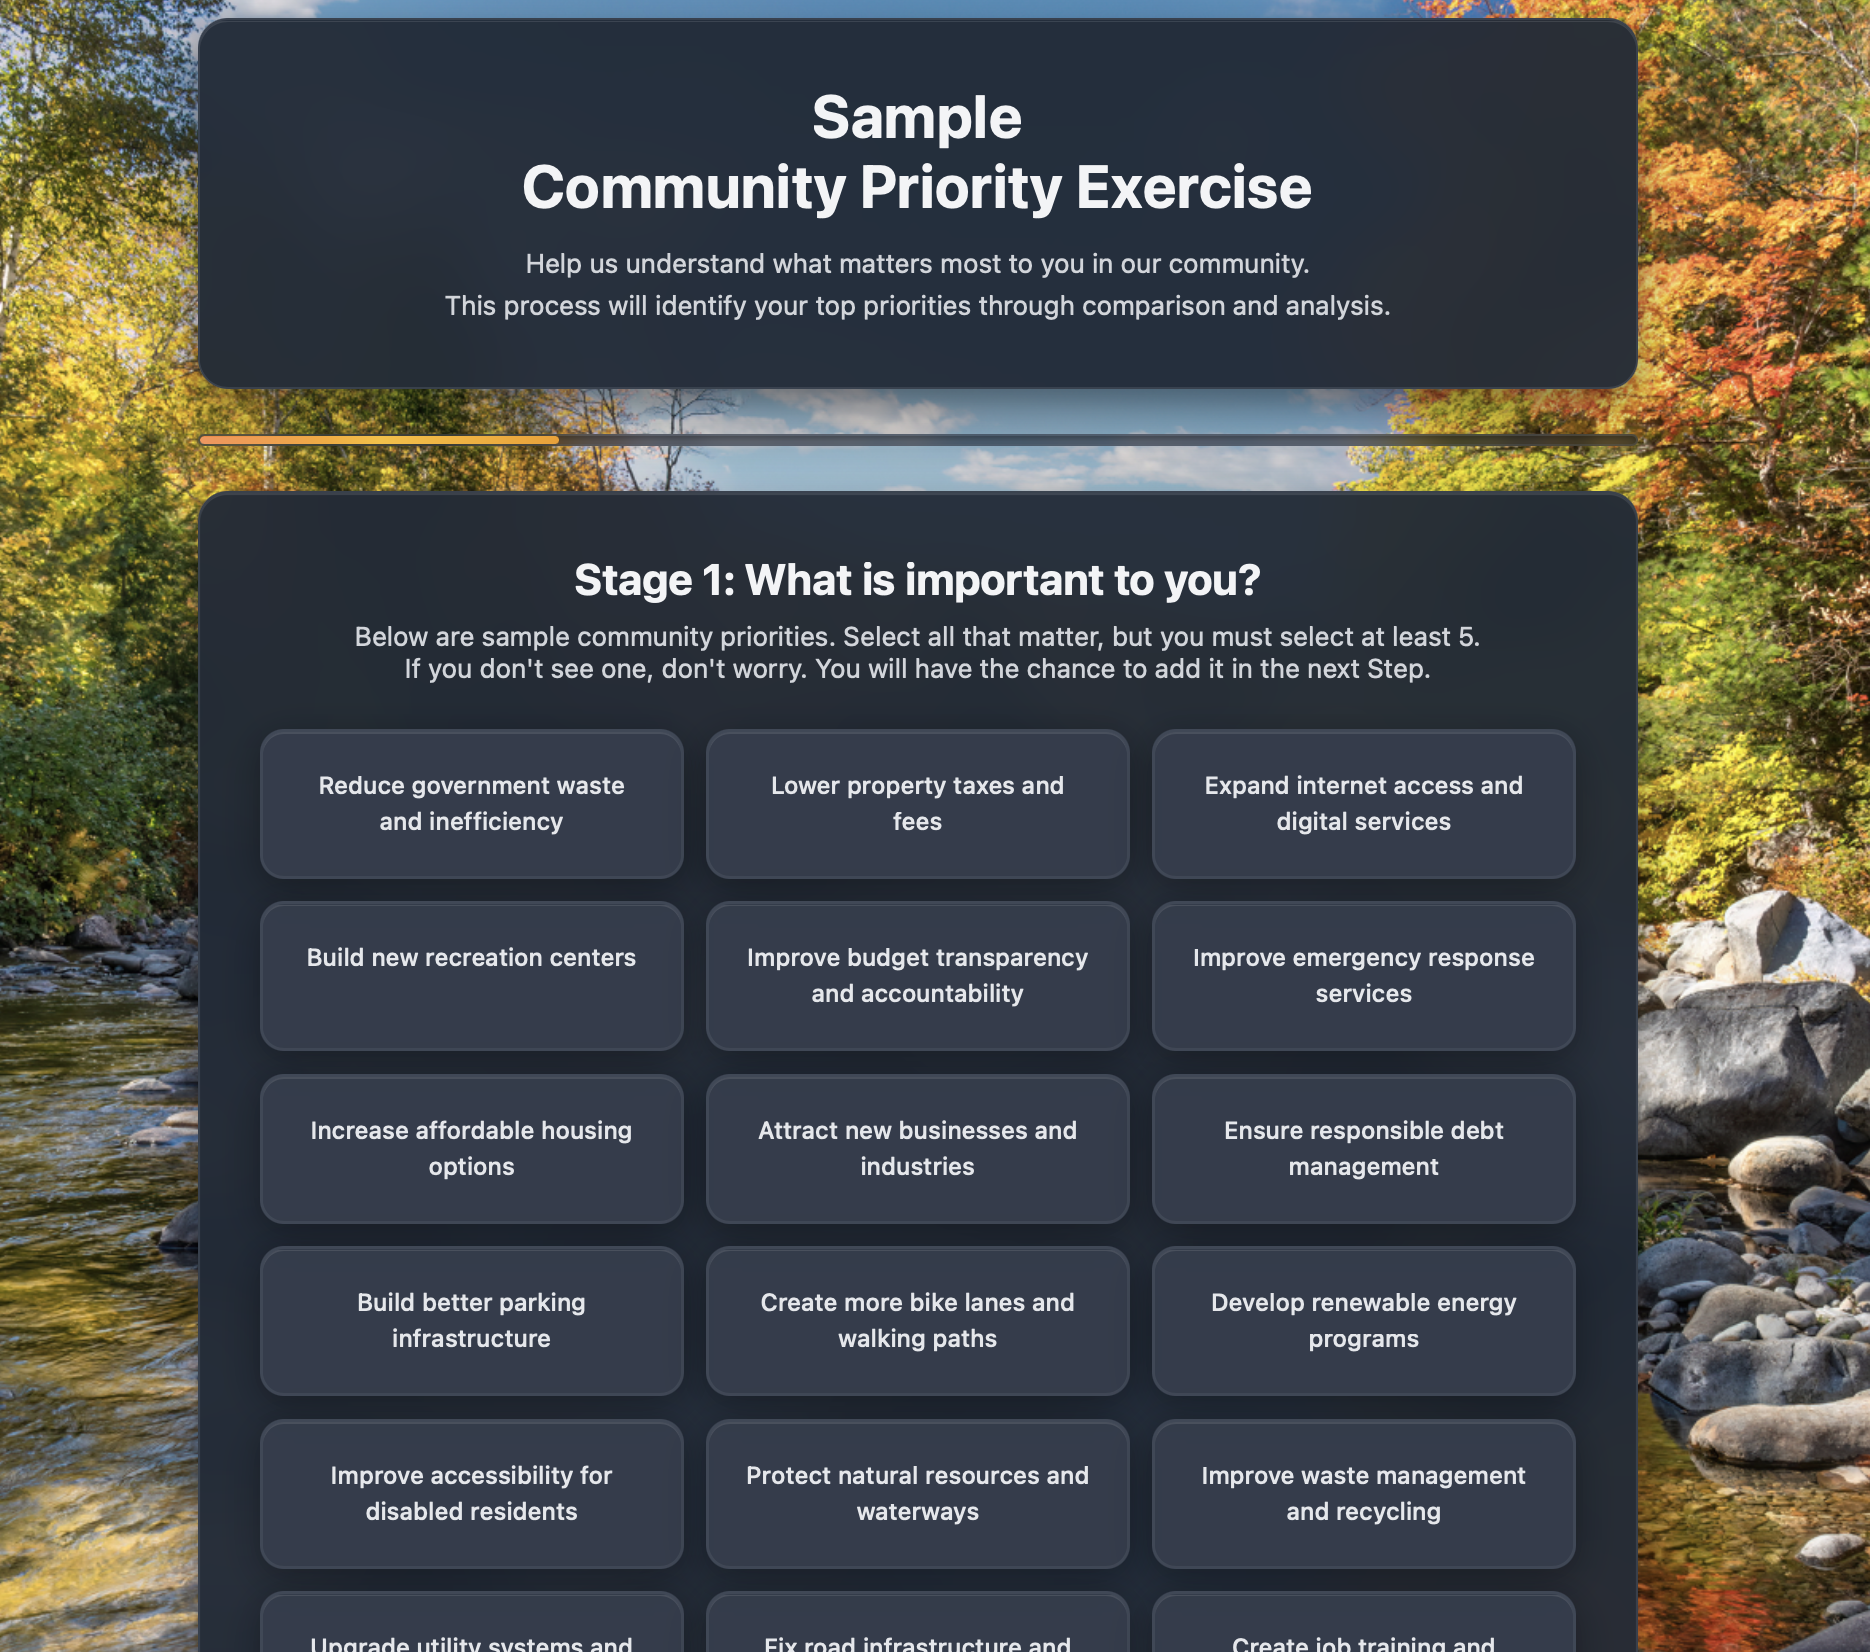 Sample
Community Priority Exercise
Help us understand what matters most to you in our community.
This process will identify your top priorities through comparison and analysis.
Stage 1: What is important to you?
Below are sample community priorities. Select all that matter, but you must select at least 5.
If you don't see one, don't worry. You will have the chance to add it in the next Step.
Reduce government waste
and inefficiency
Lower property taxes and
fees
Expand internet access and
digital services
Build new recreation centers
Improve budget transparency
and accountability
Improve emergency response
services
Increase affordable housing
options
Attract new businesses and
industries
Ensure responsible debt
management
Build better parking
infrastructure
Create more bike lanes and
walking paths
Develop renewable energy
programs
Improve accessibility for
disabled residents
Protect natural resources and
waterways
Improve waste management
and recycling
Upgrade utility systems and
Fix road infrastructure and
Create job training and